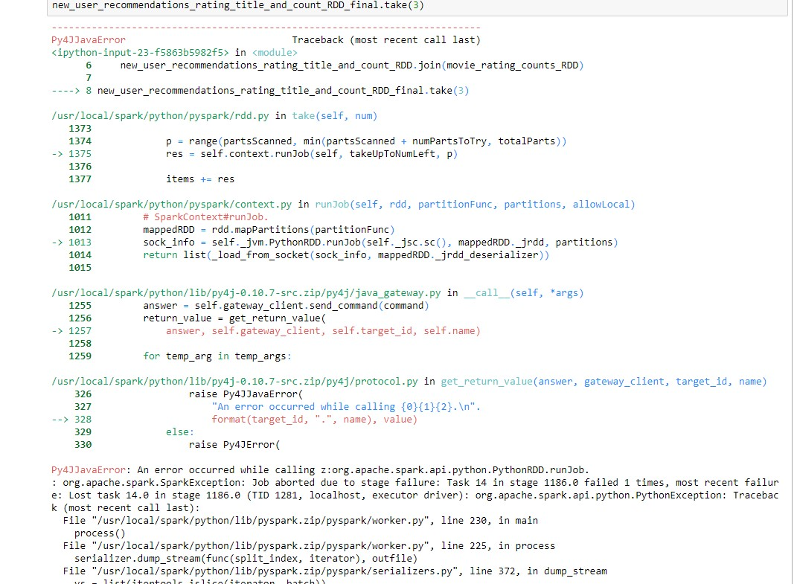 new_user_recommendations_rating_title_and_count_RDD_final.take(3)
---------------------------------------------------------------------------
Py4JJavaError                             Traceback (most recent call last)
<ipython-input-23-f5863b5982f5> in <module>
      6     new_user_recommendations_rating_title_and_count_RDD.join(movie_rating_counts_RDD)
      7
----> 8 new_user_recommendations_rating_title_and_count_RDD_final.take(3)
/usr/local/spark/python/pyspark/rdd.py in take(self, num)
   1373
   1374             p = range(partsScanned, min(partsScanned + numPartsToTry, totalParts))
-> 1375             res = self.context.runJob(self, takeUpToNumLeft, p)
   1376
   1377             items += res
/usr/local/spark/python/pyspark/context.py in runJob(self, rdd, partitionFunc, partitions, allowLocal)
   1011         # SparkContext#runJob.
   1012         mappedRDD = rdd.mapPartitions(partitionFunc)
-> 1013         sock_info = self._jvm.PythonRDD.runJob(self._jsc.sc(), mappedRDD._jrdd, partitions)
   1014         return list(_load_from_socket(sock_info, mappedRDD._jrdd_deserializer))
   1015
/usr/local/spark/python/lib/py4j-0.10.7-src.zip/py4j/java_gateway.py in __call__(self, *args)
   1255         answer = self.gateway_client.send_command(command)
   1256         return_value = get_return_value(
-> 1257             answer, self.gateway_client, self.target_id, self.name)
   1258
   1259         for temp_arg in temp_args:
/usr/local/spark/python/lib/py4j-0.10.7-src.zip/py4j/protocol.py in get_return_value(answer, gateway_client, target_id, name)
    326                 raise Py4JJavaError(
    327                     "An error occurred while calling {0}{1}{2}.\n".
--> 328                     format(target_id, ".", name), value)
    329             else:
    330                 raise Py4JError(
Py4JJavaError: An error occurred while calling z:org.apache.spark.api.python.PythonRDD.runJob.
: org.apache.spark.SparkException: Job aborted due to stage failure: Task 14 in stage 1186.0 failed 1 times, most recent failur
e: Lost task 14.0 in stage 1186.0 (TID 1281, localhost, executor driver): org.apache.spark.api.python.PythonException: Tracebac
k (most recent call last):
  File "/usr/local/spark/python/lib/pyspark.zip/pyspark/worker.py", line 230, in main
    process()
  File "/usr/local/spark/python/lib/pyspark.zip/pyspark/worker.py", line 225, in process
    serializer.dump_stream(func(split_index, iterator), outfile)
  File "/usr/local/spark/python/lib/pyspark.zip/pyspark/serializers.py", line 372, in dump_stream
    vs = list(itertools.islice(iterator, batch))